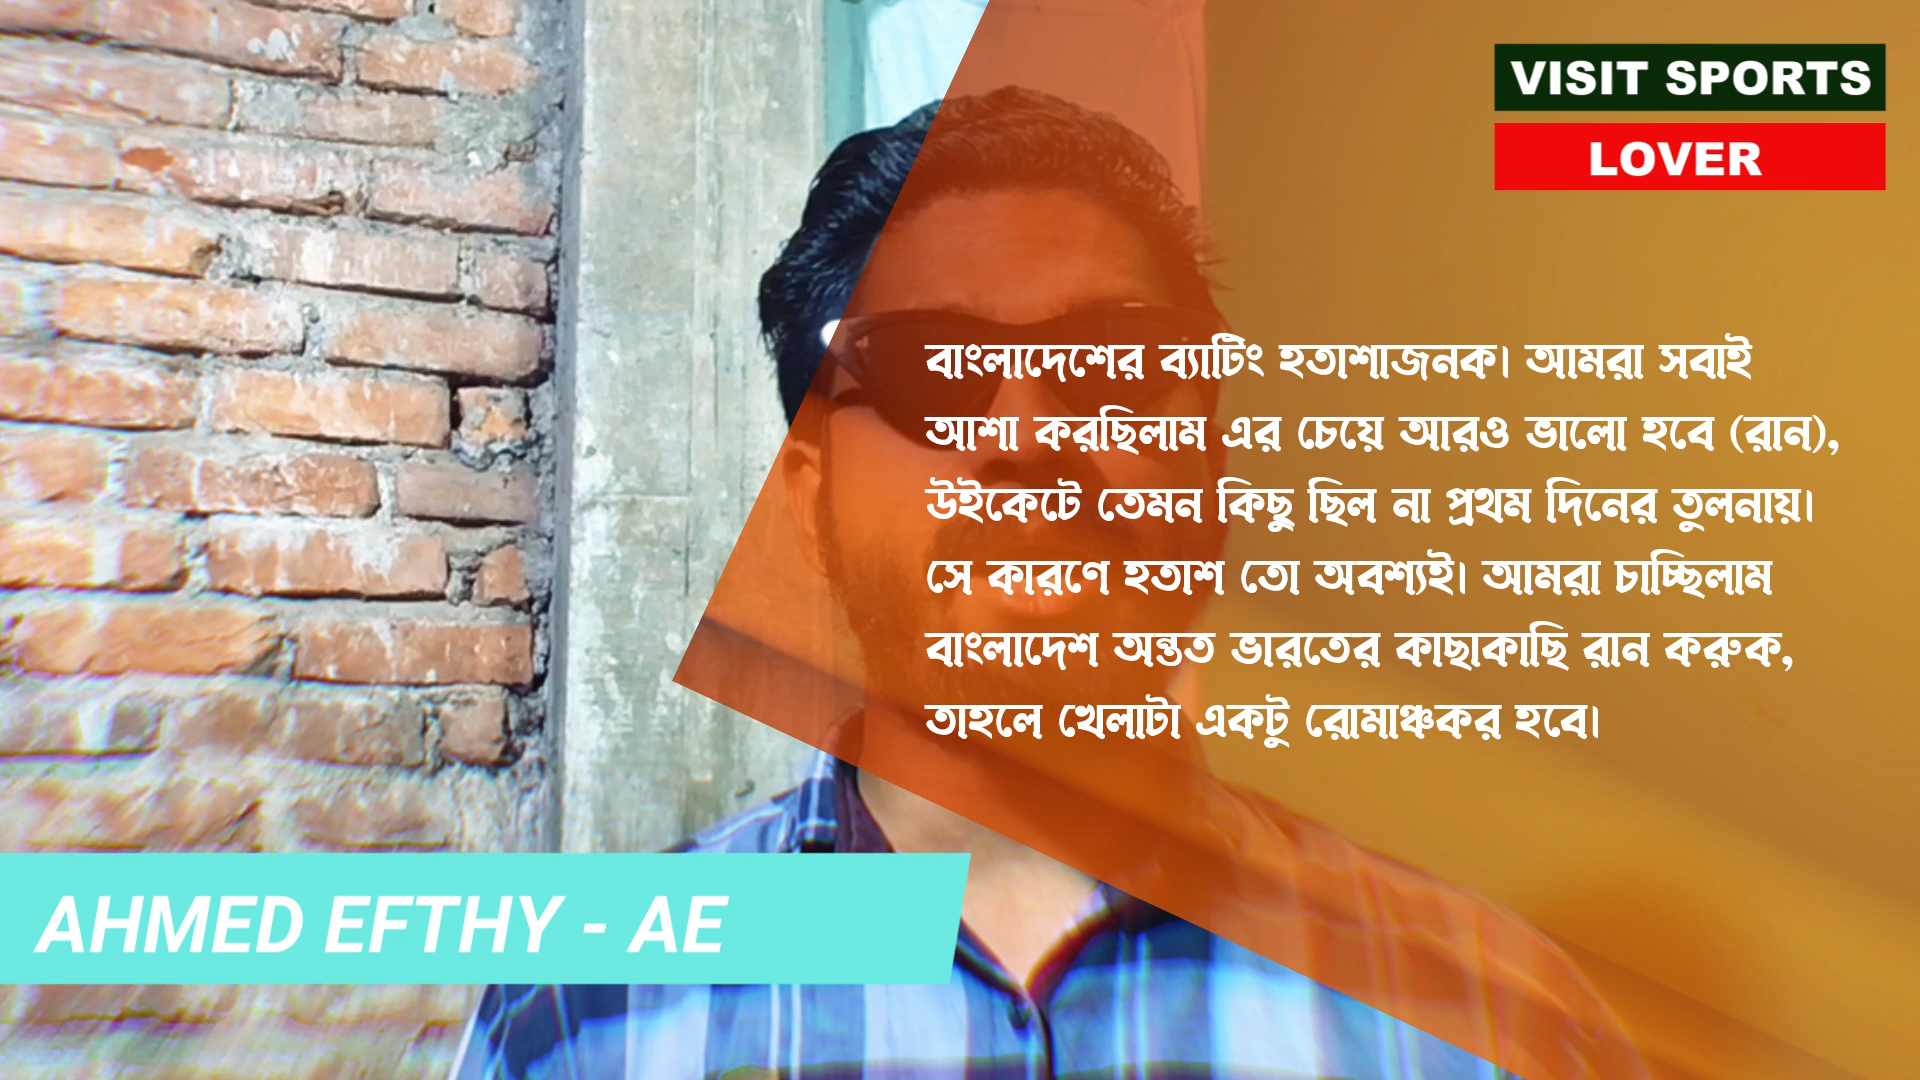 VISIT SPORTS
LOVER
বাংলাদেশের ব্যাটিং হতাশাজনক। আমরা সবাই
আশা করছিলাম এর চেয়ে আরও ভালো হবে (রান),
উইকেটে তেমন কিছু ছিল না প্রথম দিনের তুলনায়।
সে কারণে হতাশ তো অবশ্যই। আমরা চাচ্ছিলাম
বাংলাদেশ অন্তত ভারতের কাছাকাছি রান করুক,
তাহলে খেলাটা একটু রোমাঞ্চকর হবে।
AHMED EFTHY - AE